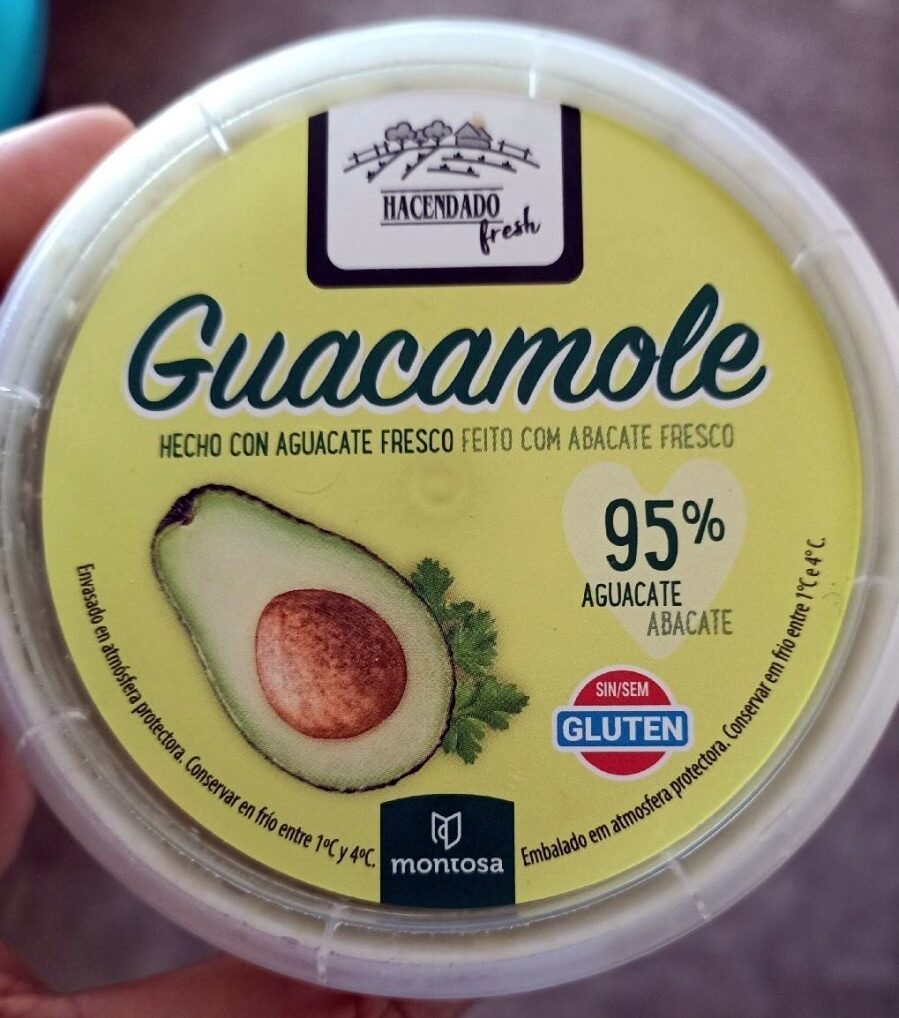 HACENDADO
fresh
Guacamole
HECHO CON AGUACATE FRESCO FEITO COM ABACATE FRESCO
95%
AGUACATE
ABACATE
SIN/SEM
GLUTEN
Envasado en atmósfera protectora. Conservar en frío entre 1ºC y 4ºC.
montosa
Embalado em atmosfera protectora. Conservar em frio entre 1ºC e 4ºC.